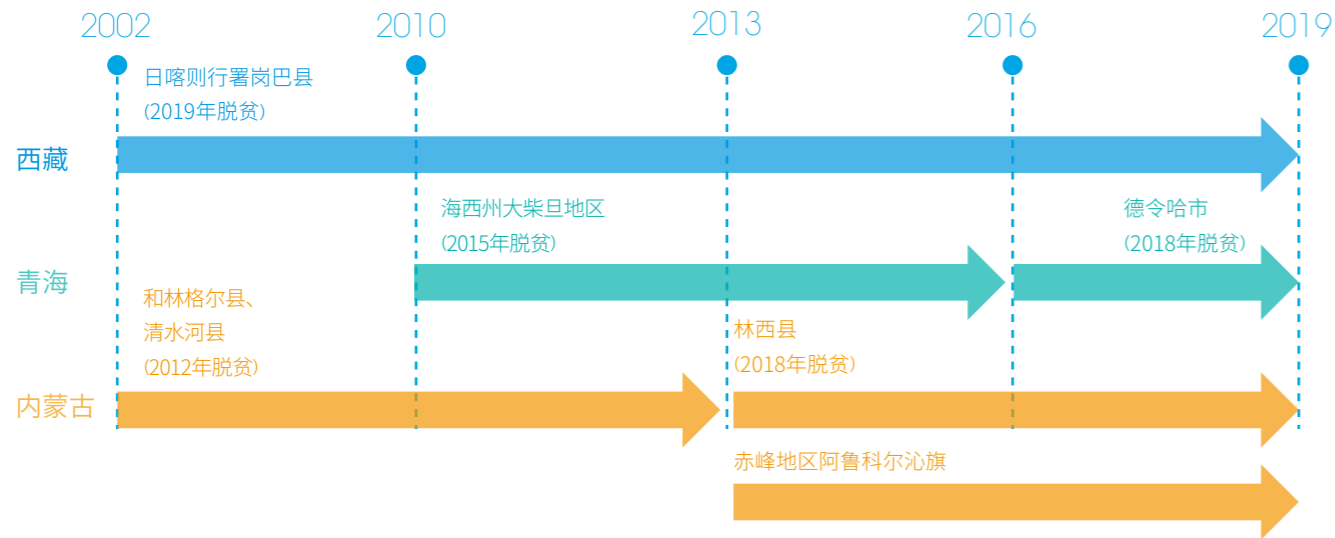 2002
2010
2013
2016
2019
日喀则行署岗巴县
(2019年脱贫)
西藏
海西州大柴旦地区
(2015年脱贫)
德令哈市
(2018年脱贫)
青海
和林格尔县、
清水河县
(2012年脱贫)
林西县
(2018年脱贫)
内蒙古
赤峰地区阿鲁科尔沁旗